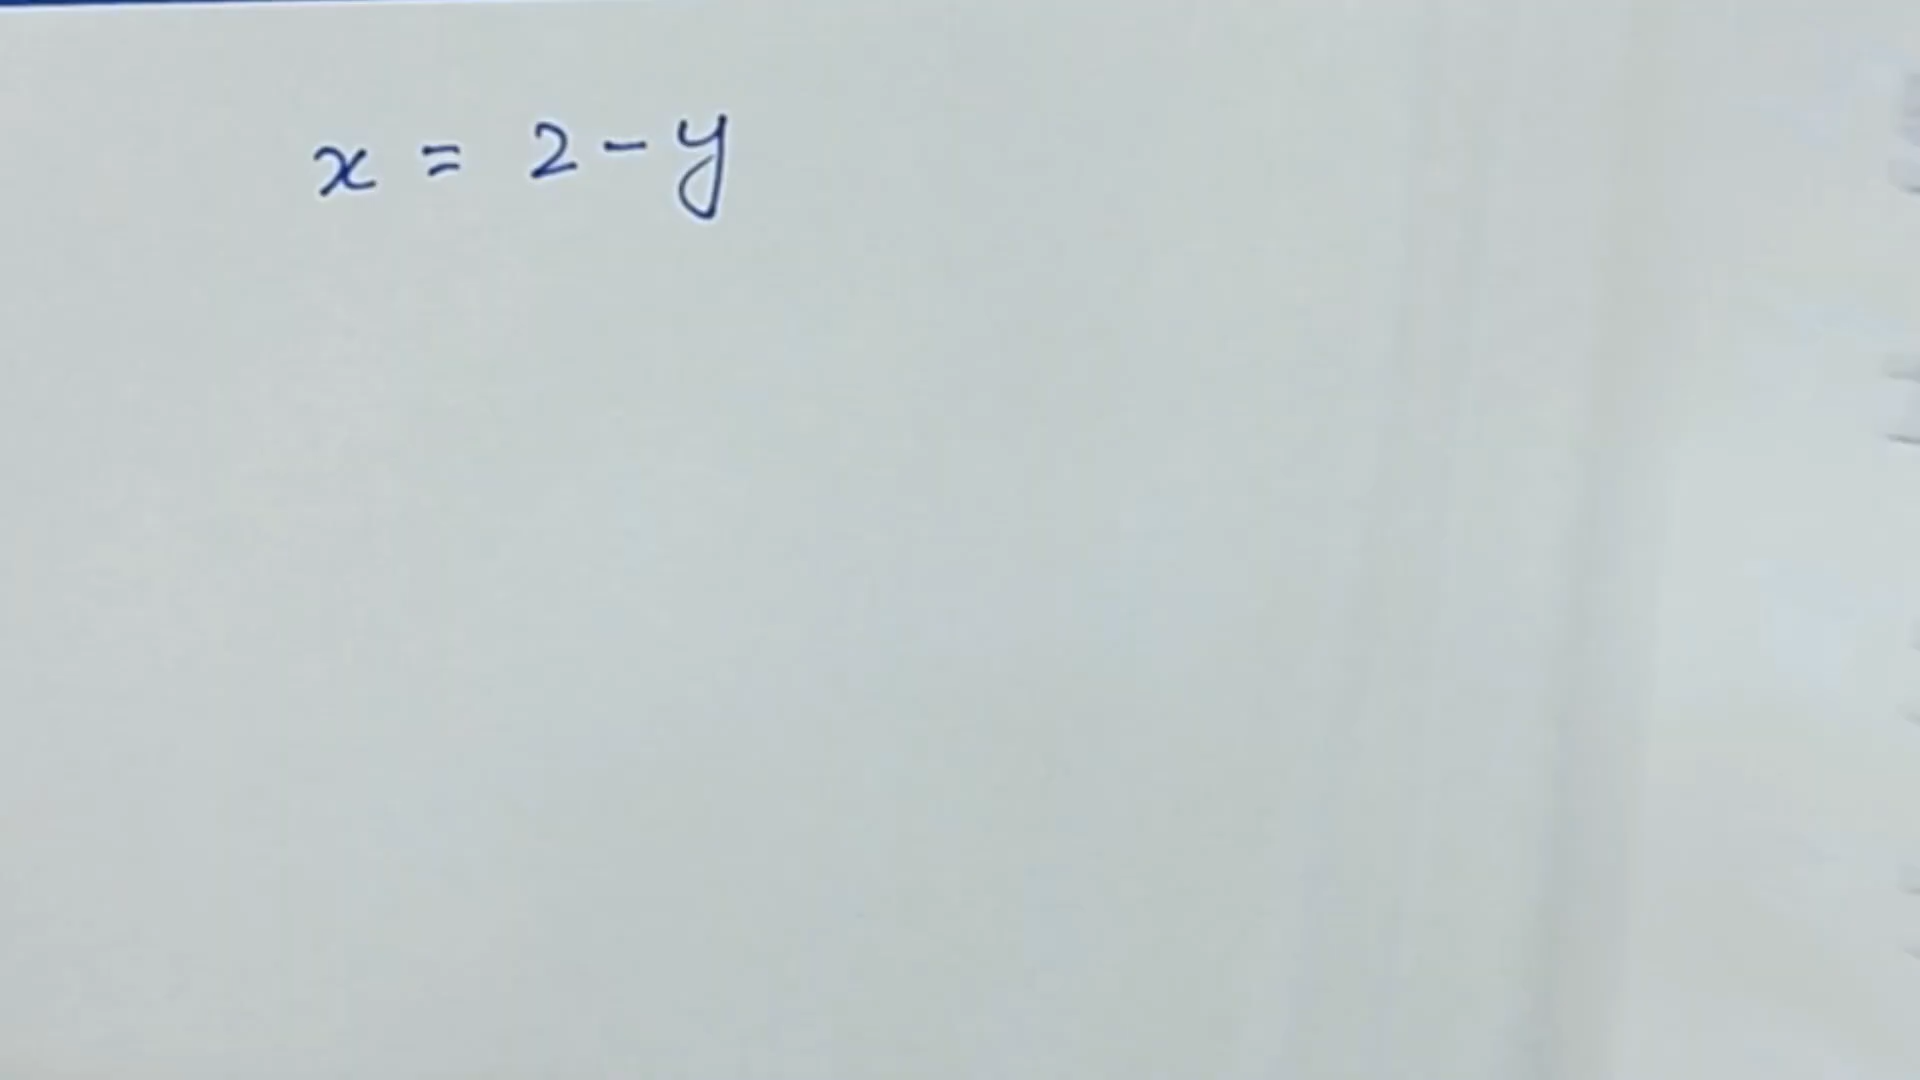 x = 2 - y